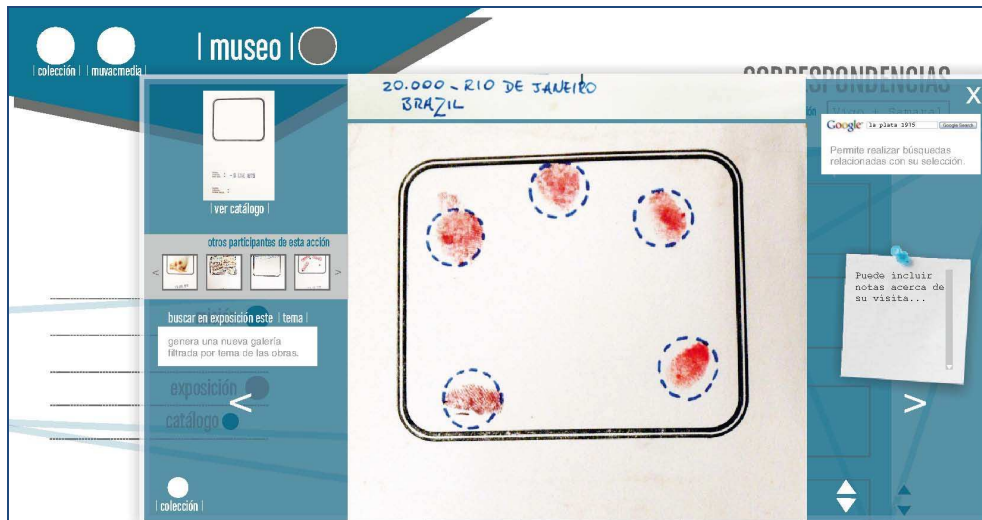 | museo |
| colección |
| muvacmedia |
CORRESPONDENCIAS
20.000 - RIO DE JANEIRO
BRAZIL
| ver catálogo |
otros participantes de esta acción
<
>
buscar en exposición este | tema |
genera una nueva galería
filtrada por tema de las obras.
exposición
catálogo
<
| colección |
X
Google
la plata 1975
Google Search
Permite realizar búsquedas
relacionadas con su selección.
Puede incluir
notas acerca de
su visita...
>